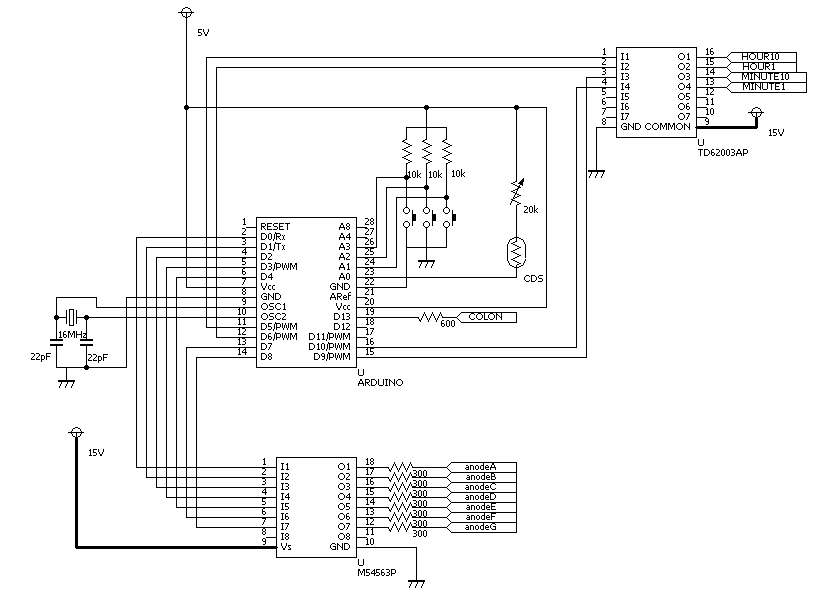 5V
1 I1 O1 16 HOUR10
2 I2 O2 15 HOUR1
3 I3 O3 14 MINUTE10
4 I4 O4 13 MINUTE1
5 I5 O5 12
6 I6 O6 11
7 I7 O7 10
8 GND COMMON 9
15V
U
TD62003AP
10k 10k 10k
20k
CDS
1 RESET A8 28
2 D0/Rx A4 27
3 D1/Tx A3 26
4 D2 A2 25
5 D3/PWM A1 24
6 D4 A0 23
7 Vcc GND 22
8 GND ARef 21
9 OSC1 Vcc 20
10 OSC2 D13 19
11 D5/PWM D12 18
12 D6/PWM D11/PWM 17
13 D7 D10/PWM 16
14 D8 D9/PWM 15
600 COLON
16MHz
22pF 22pF
U
ARDUINO
15V
1 I1 O1 18 300 anodeA
2 I2 O2 17 300 anodeB
3 I3 O3 16 300 anodeC
4 I4 O4 15 300 anodeD
5 I5 O5 14 300 anodeE
6 I6 O6 13 300 anodeF
7 I7 O7 12 300 anodeG
8 I8 O8 11
9 Vs GND 10
U
M54563P